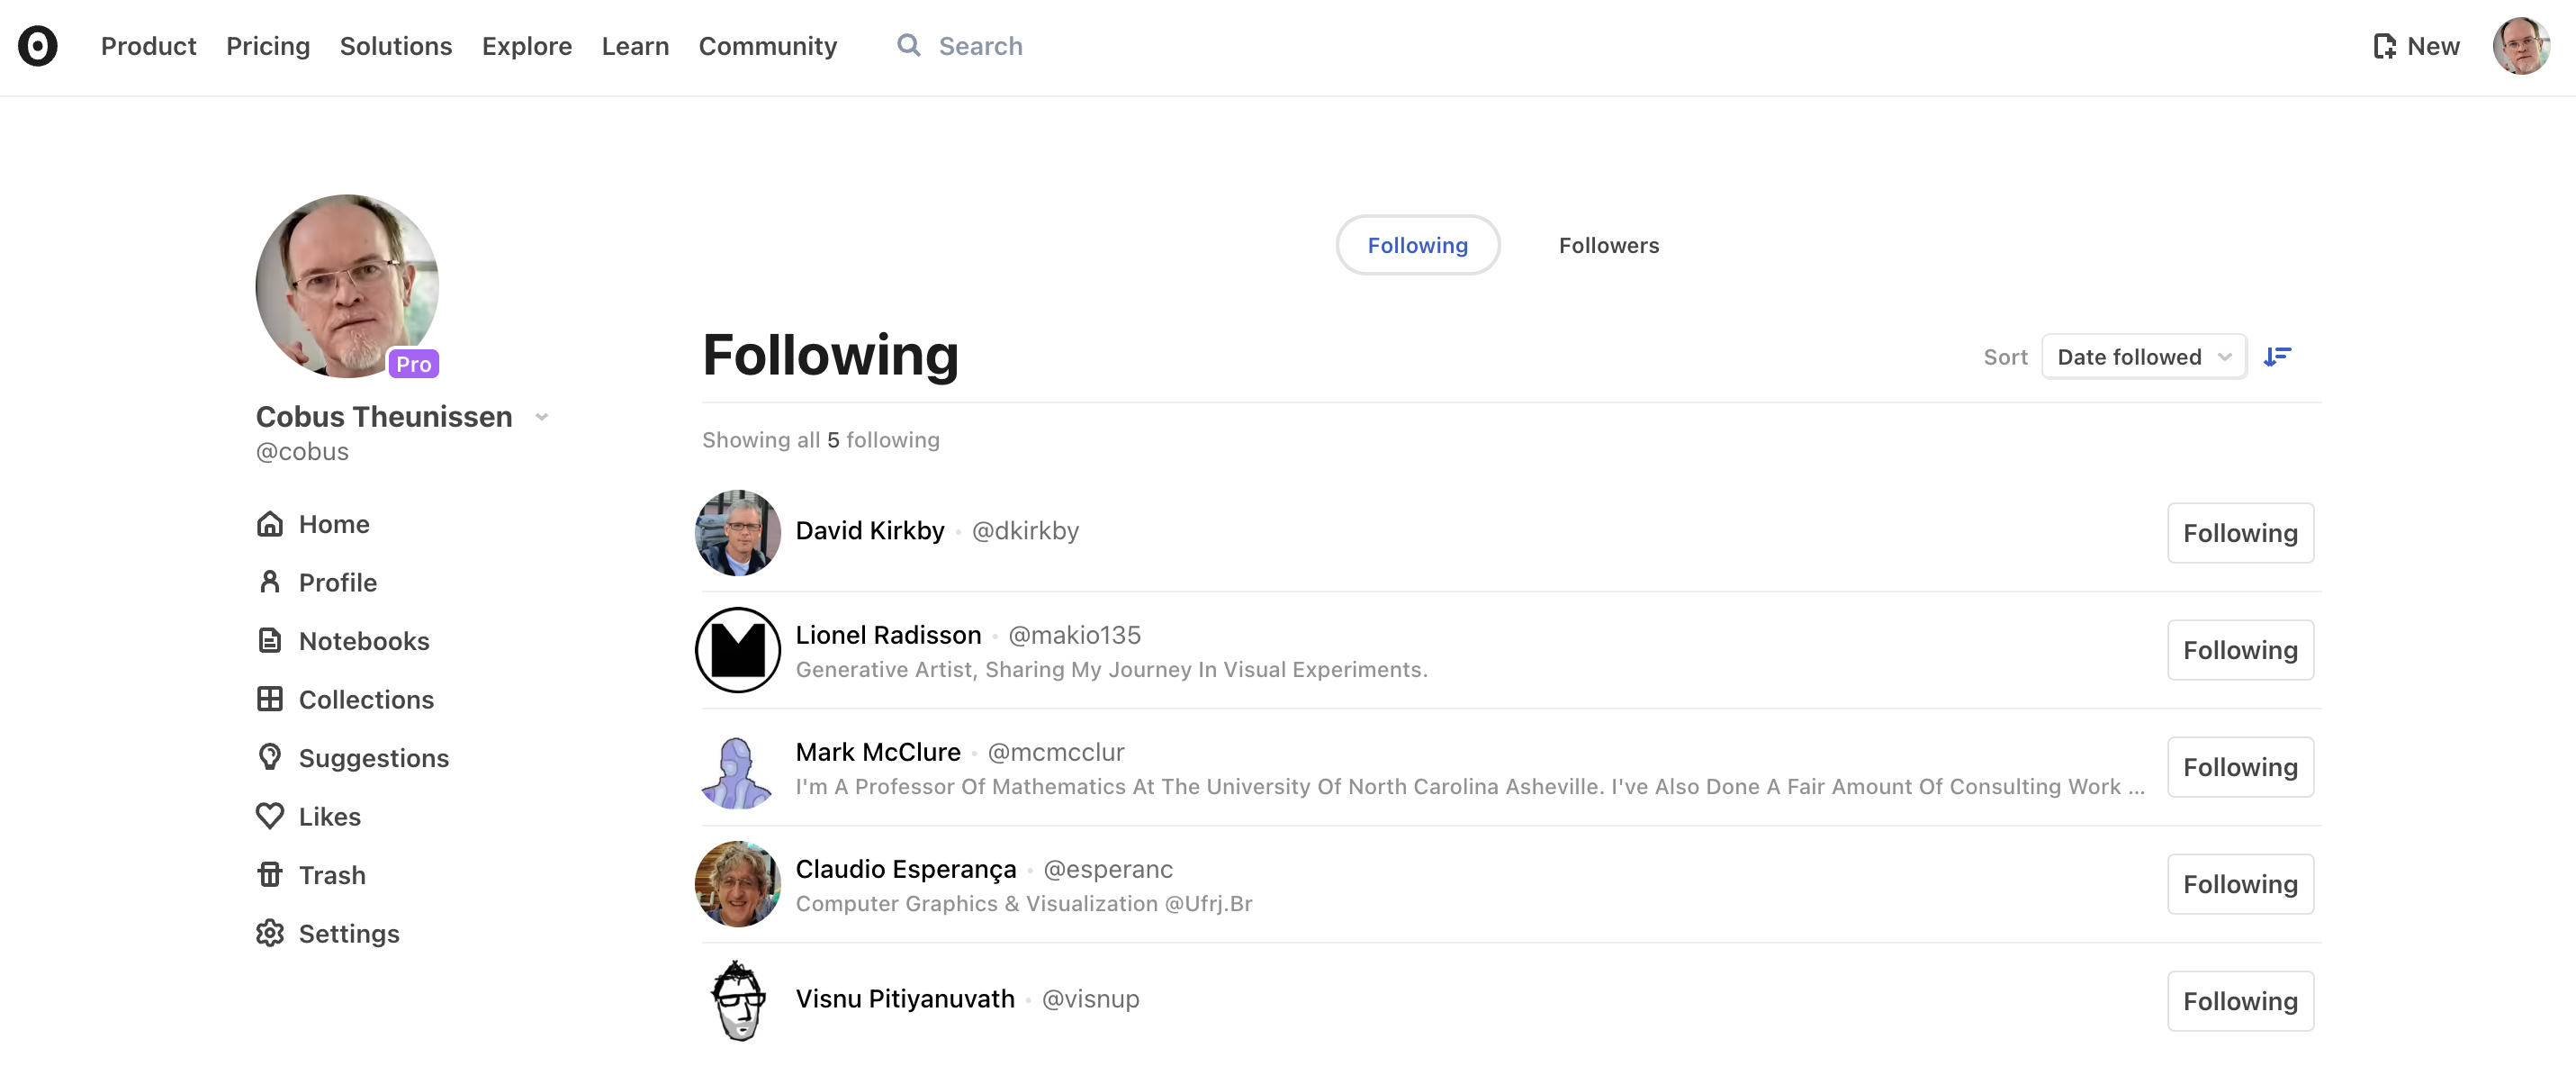 Product Pricing Solutions Explore Learn Community Search New
Pro
Cobus Theunissen
@cobus
Home
Profile
Notebooks
Collections
Suggestions
Likes
Trash
Settings
Following Followers
Following
Sort Date followed
Showing all 5 following
David Kirkby • @dkirkby
Following
Lionel Radisson • @makio135
Generative Artist, Sharing My Journey In Visual Experiments.
Following
Mark McClure • @mcmcclur
I'm A Professor Of Mathematics At The University Of North Carolina Asheville. I've Also Done A Fair Amount Of Consulting Work ...
Following
Claudio Esperança • @esperanc
Computer Graphics & Visualization @Ufrj.Br
Following
Visnu Pitiyanuvath • @visnup
Following